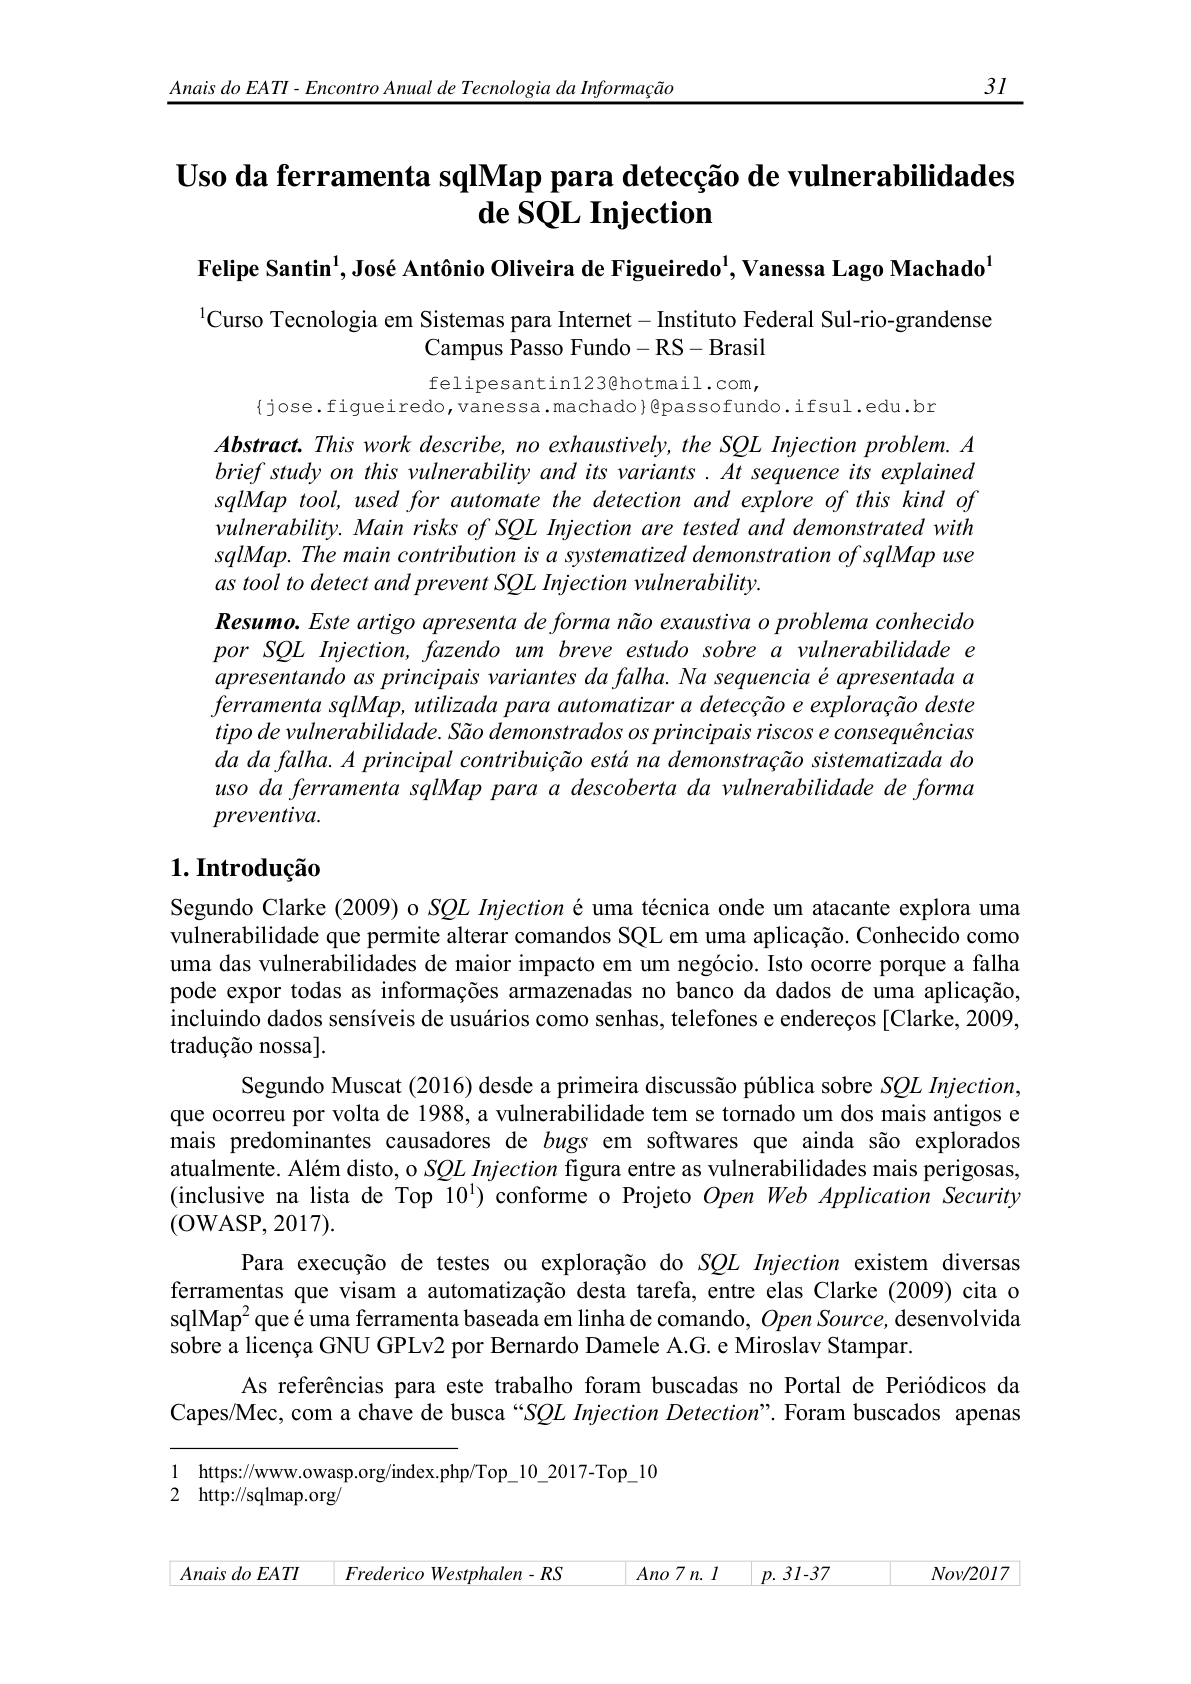 Anais do EATI - Encontro Anual de Tecnologia da Informação 31
Uso da ferramenta sqlMap para detecção de vulnerabilidades
de SQL Injection
Felipe Santin¹, José Antônio Oliveira de Figueiredo¹, Vanessa Lago Machado¹
¹Curso Tecnologia em Sistemas para Internet – Instituto Federal Sul-rio-grandense
Campus Passo Fundo – RS – Brasil
felipesantin123@hotmail.com,
{jose.figueiredo,vanessa.machado}@passofundo.ifsul.edu.br
Abstract. This work describe, no exhaustively, the SQL Injection problem. A
brief study on this vulnerability and its variants . At sequence its explained
sqlMap tool, used for automate the detection and explore of this kind of
vulnerability. Main risks of SQL Injection are tested and demonstrated with
sqlMap. The main contribution is a systematized demonstration of sqlMap use
as tool to detect and prevent SQL Injection vulnerability.
Resumo. Este artigo apresenta de forma não exaustiva o problema conhecido
por SQL Injection, fazendo um breve estudo sobre a vulnerabilidade e
apresentando as principais variantes da falha. Na sequencia é apresentada a
ferramenta sqlMap, utilizada para automatizar a detecção e exploração deste
tipo de vulnerabilidade. São demonstrados os principais riscos e consequências
da da falha. A principal contribuição está na demonstração sistematizada do
uso da ferramenta sqlMap para a descoberta da vulnerabilidade de forma
preventiva.
1. Introdução
Segundo Clarke (2009) o SQL Injection é uma técnica onde um atacante explora uma
vulnerabilidade que permite alterar comandos SQL em uma aplicação. Conhecido como
uma das vulnerabilidades de maior impacto em um negócio. Isto ocorre porque a falha
pode expor todas as informações armazenadas no banco da dados de uma aplicação,
incluindo dados sensíveis de usuários como senhas, telefones e endereços [Clarke, 2009,
tradução nossa].
Segundo Muscat (2016) desde a primeira discussão pública sobre SQL Injection,
que ocorreu por volta de 1988, a vulnerabilidade tem se tornado um dos mais antigos e
mais predominantes causadores de bugs em softwares que ainda são explorados
atualmente. Além disto, o SQL Injection figura entre as vulnerabilidades mais perigosas,
(inclusive na lista de Top 10¹) conforme o Projeto Open Web Application Security
(OWASP, 2017).
Para execução de testes ou exploração do SQL Injection existem diversas
ferramentas que visam a automatização desta tarefa, entre elas Clarke (2009) cita o
sqlMap² que é uma ferramenta baseada em linha de comando, Open Source, desenvolvida
sobre a licença GNU GPLv2 por Bernardo Damele A.G. e Miroslav Stampar.
As referências para este trabalho foram buscadas no Portal de Periódicos da
Capes/Mec, com a chave de busca “SQL Injection Detection”. Foram buscados apenas
1 https://www.owasp.org/index.php/Top_10_2017-Top_10
2 http://sqlmap.org/
Anais do EATI Frederico Westphalen - RS Ano 7 n. 1 p. 31-37 Nov/2017